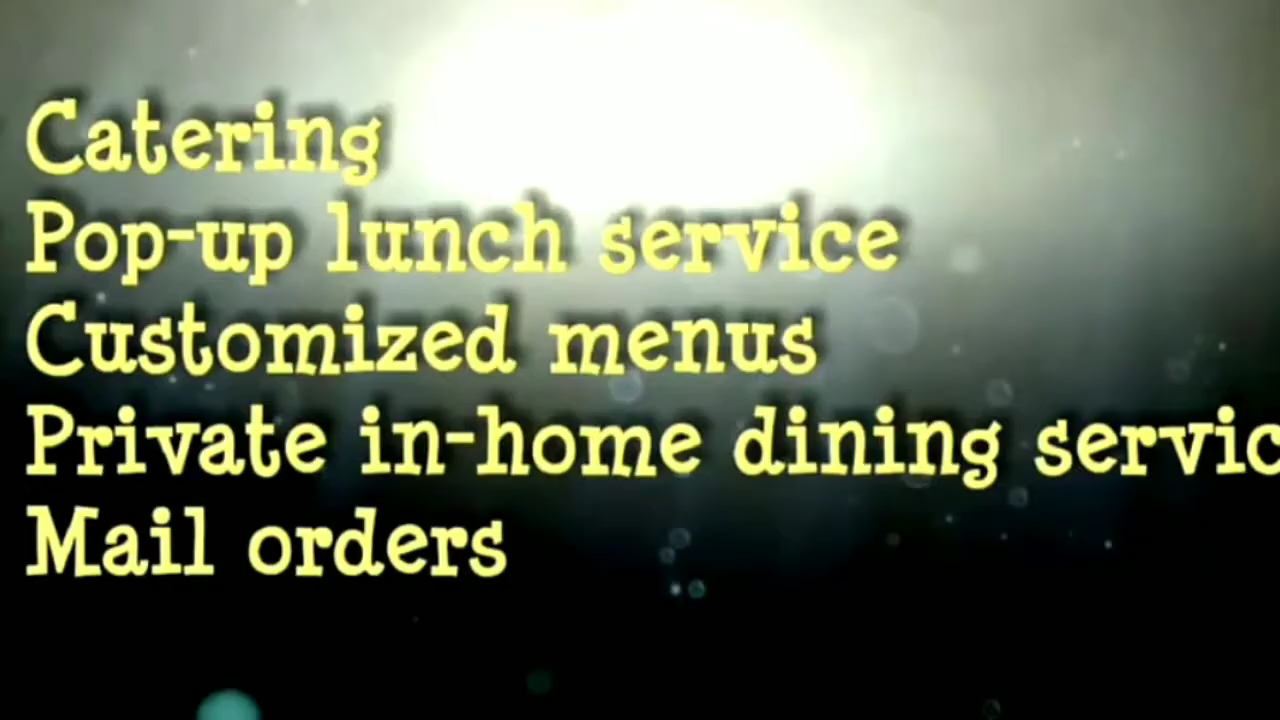 Catering
Pop-up lunch service
Customized menus
Private in-home dining servic
Mail orders